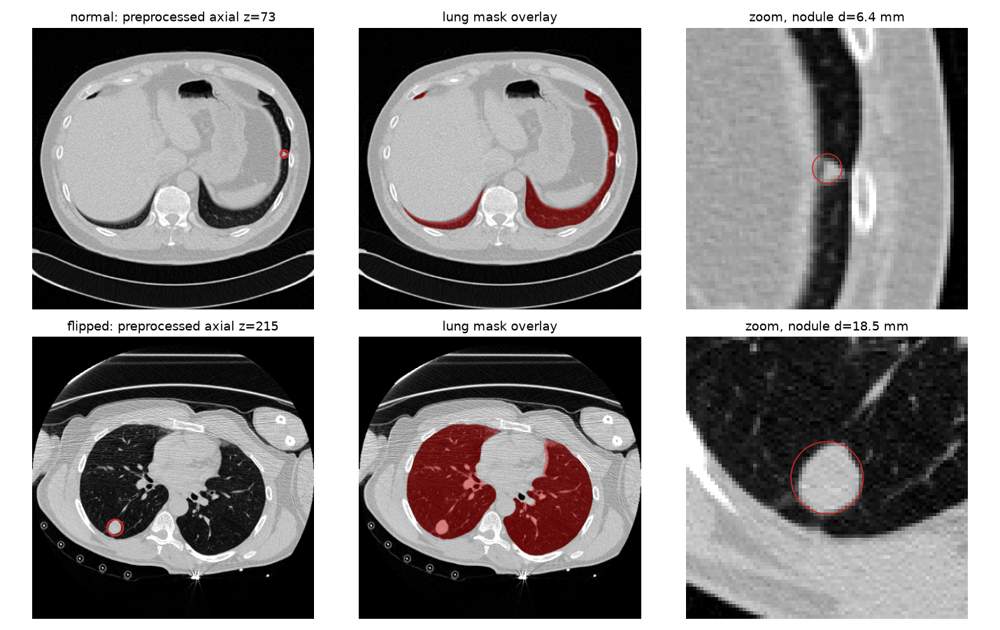 normal: preprocessed axial z=73
lung mask overlay
zoom, nodule d=6.4 mm
flipped: preprocessed axial z=215
lung mask overlay
zoom, nodule d=18.5 mm